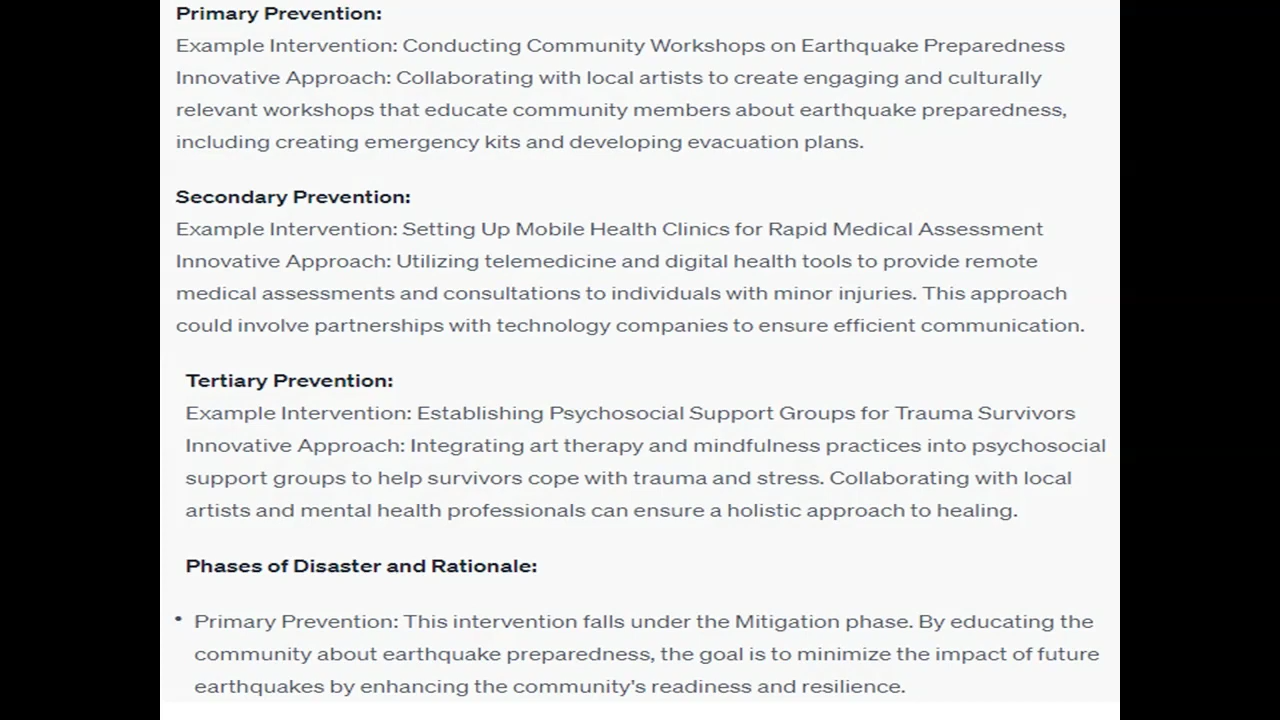 Primary Prevention:
Example Intervention: Conducting Community Workshops on Earthquake Preparedness
Innovative Approach: Collaborating with local artists to create engaging and culturally
relevant workshops that educate community members about earthquake preparedness,
including creating emergency kits and developing evacuation plans.
Secondary Prevention:
Example Intervention: Setting Up Mobile Health Clinics for Rapid Medical Assessment
Innovative Approach: Utilizing telemedicine and digital health tools to provide remote
medical assessments and consultations to individuals with minor injuries. This approach
could involve partnerships with technology companies to ensure efficient communication.
Tertiary Prevention:
Example Intervention: Establishing Psychosocial Support Groups for Trauma Survivors
Innovative Approach: Integrating art therapy and mindfulness practices into psychosocial
support groups to help survivors cope with trauma and stress. Collaborating with local
artists and mental health professionals can ensure a holistic approach to healing.
Phases of Disaster and Rationale:
• Primary Prevention: This intervention falls under the Mitigation phase. By educating the
community about earthquake preparedness, the goal is to minimize the impact of future
earthquakes by enhancing the community's readiness and resilience.